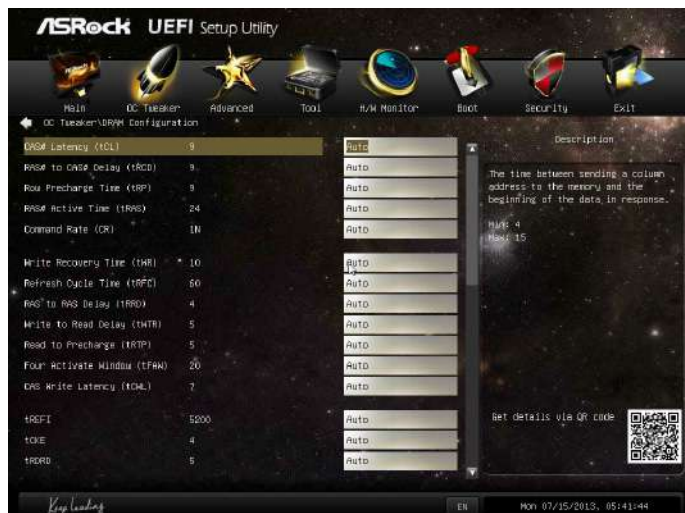 ASRock UEFI Setup Utility
Main OC Tweaker Advanced Tool H/W Monitor Boot Security Exit
OC Tweaker\DRAM Configuration
CAS# Latency (tCL) 9 Auto
RAS# to CAS# Delay (tRCD) 9 Auto
Row Precharge Time (tRP) 9 Auto
RAS# Active Time (tRAS) 24 Auto
Command Rate (CR) 1N Auto
Write Recovery Time (tWR) 10 Auto
Refresh Cycle Time (tRFC) 60 Auto
RAS to RAS Delay (tRRD) 4 Auto
Write to Read Delay (tWTR) 5 Auto
Read to Precharge (tRTP) 5 Auto
Four Activate Window (tFAW) 20 Auto
CAS Write Latency (tCWL) 7 Auto
tREFI 5200 Auto
tCKE 4 Auto
tRDRD 5 Auto
Description
The time between sending a column
address to the memory and the
beginning of the data in response.
Min: 4
Max: 15
Get details via QR code
Keep Leading
EN
Mon 07/15/2013, 05:41:44